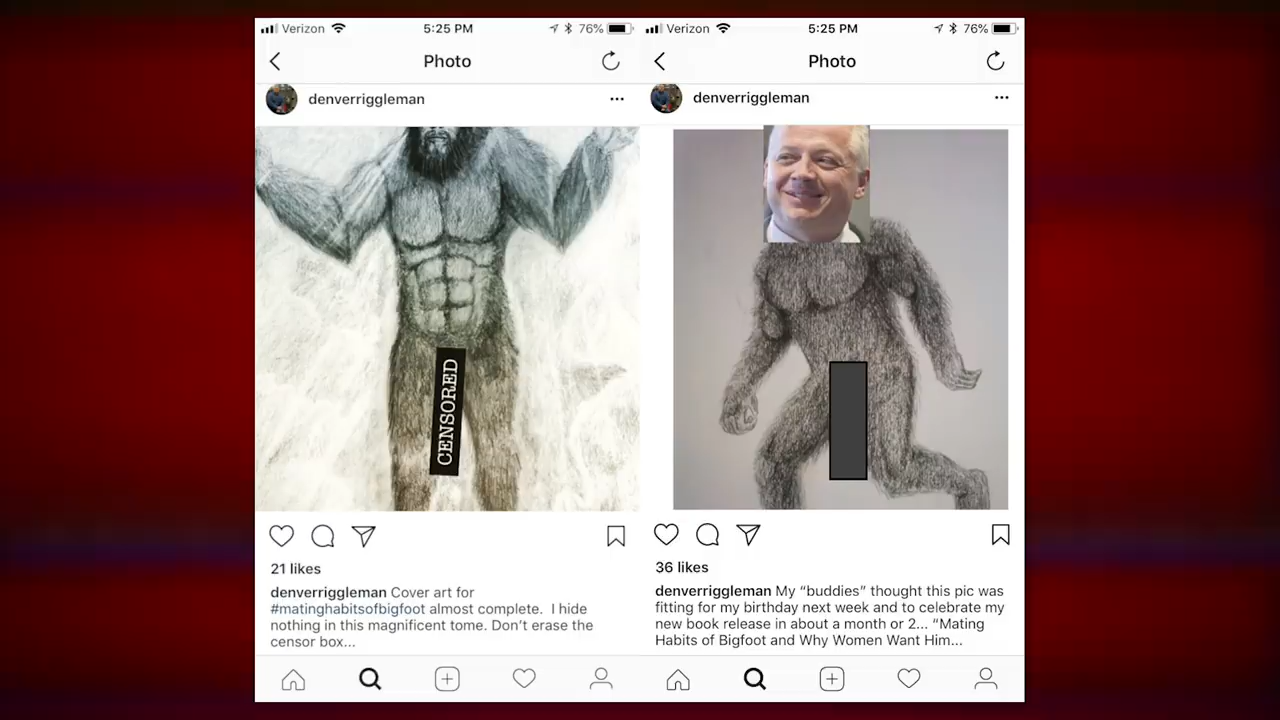 Verizon 5:25 PM 76%
Photo
denverriggleman
CENSORED
21 likes
denverriggleman Cover art for
#matinghabitsofbigfoot almost complete. I hide
nothing in this magnificent tome. Don't erase the
censor box...
Verizon 5:25 PM 76%
Photo
denverriggleman
36 likes
denverriggleman My “buddies” thought this pic was
fitting for my birthday next week and to celebrate my
new book release in about a month or 2... “Mating
Habits of Bigfoot and Why Women Want Him...